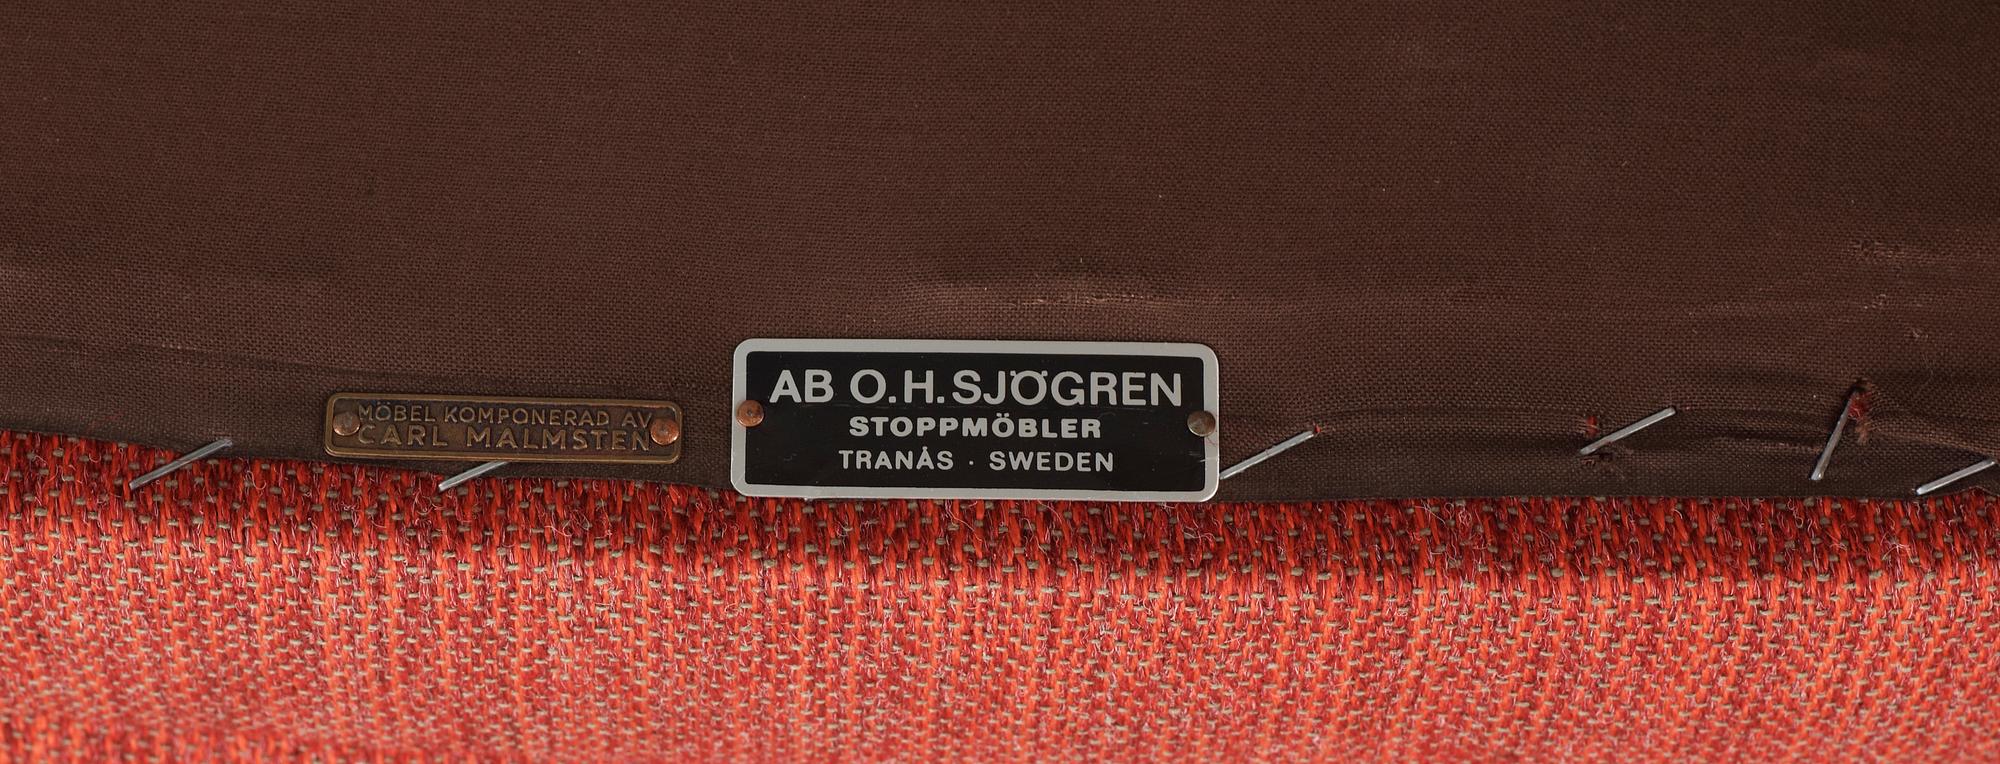 MÖBEL KOMPONERAD AV
CARL MALMSTEN
AB O.H. SJÖGREN
STOPPMÖBLER
TRANÅS · SWEDEN